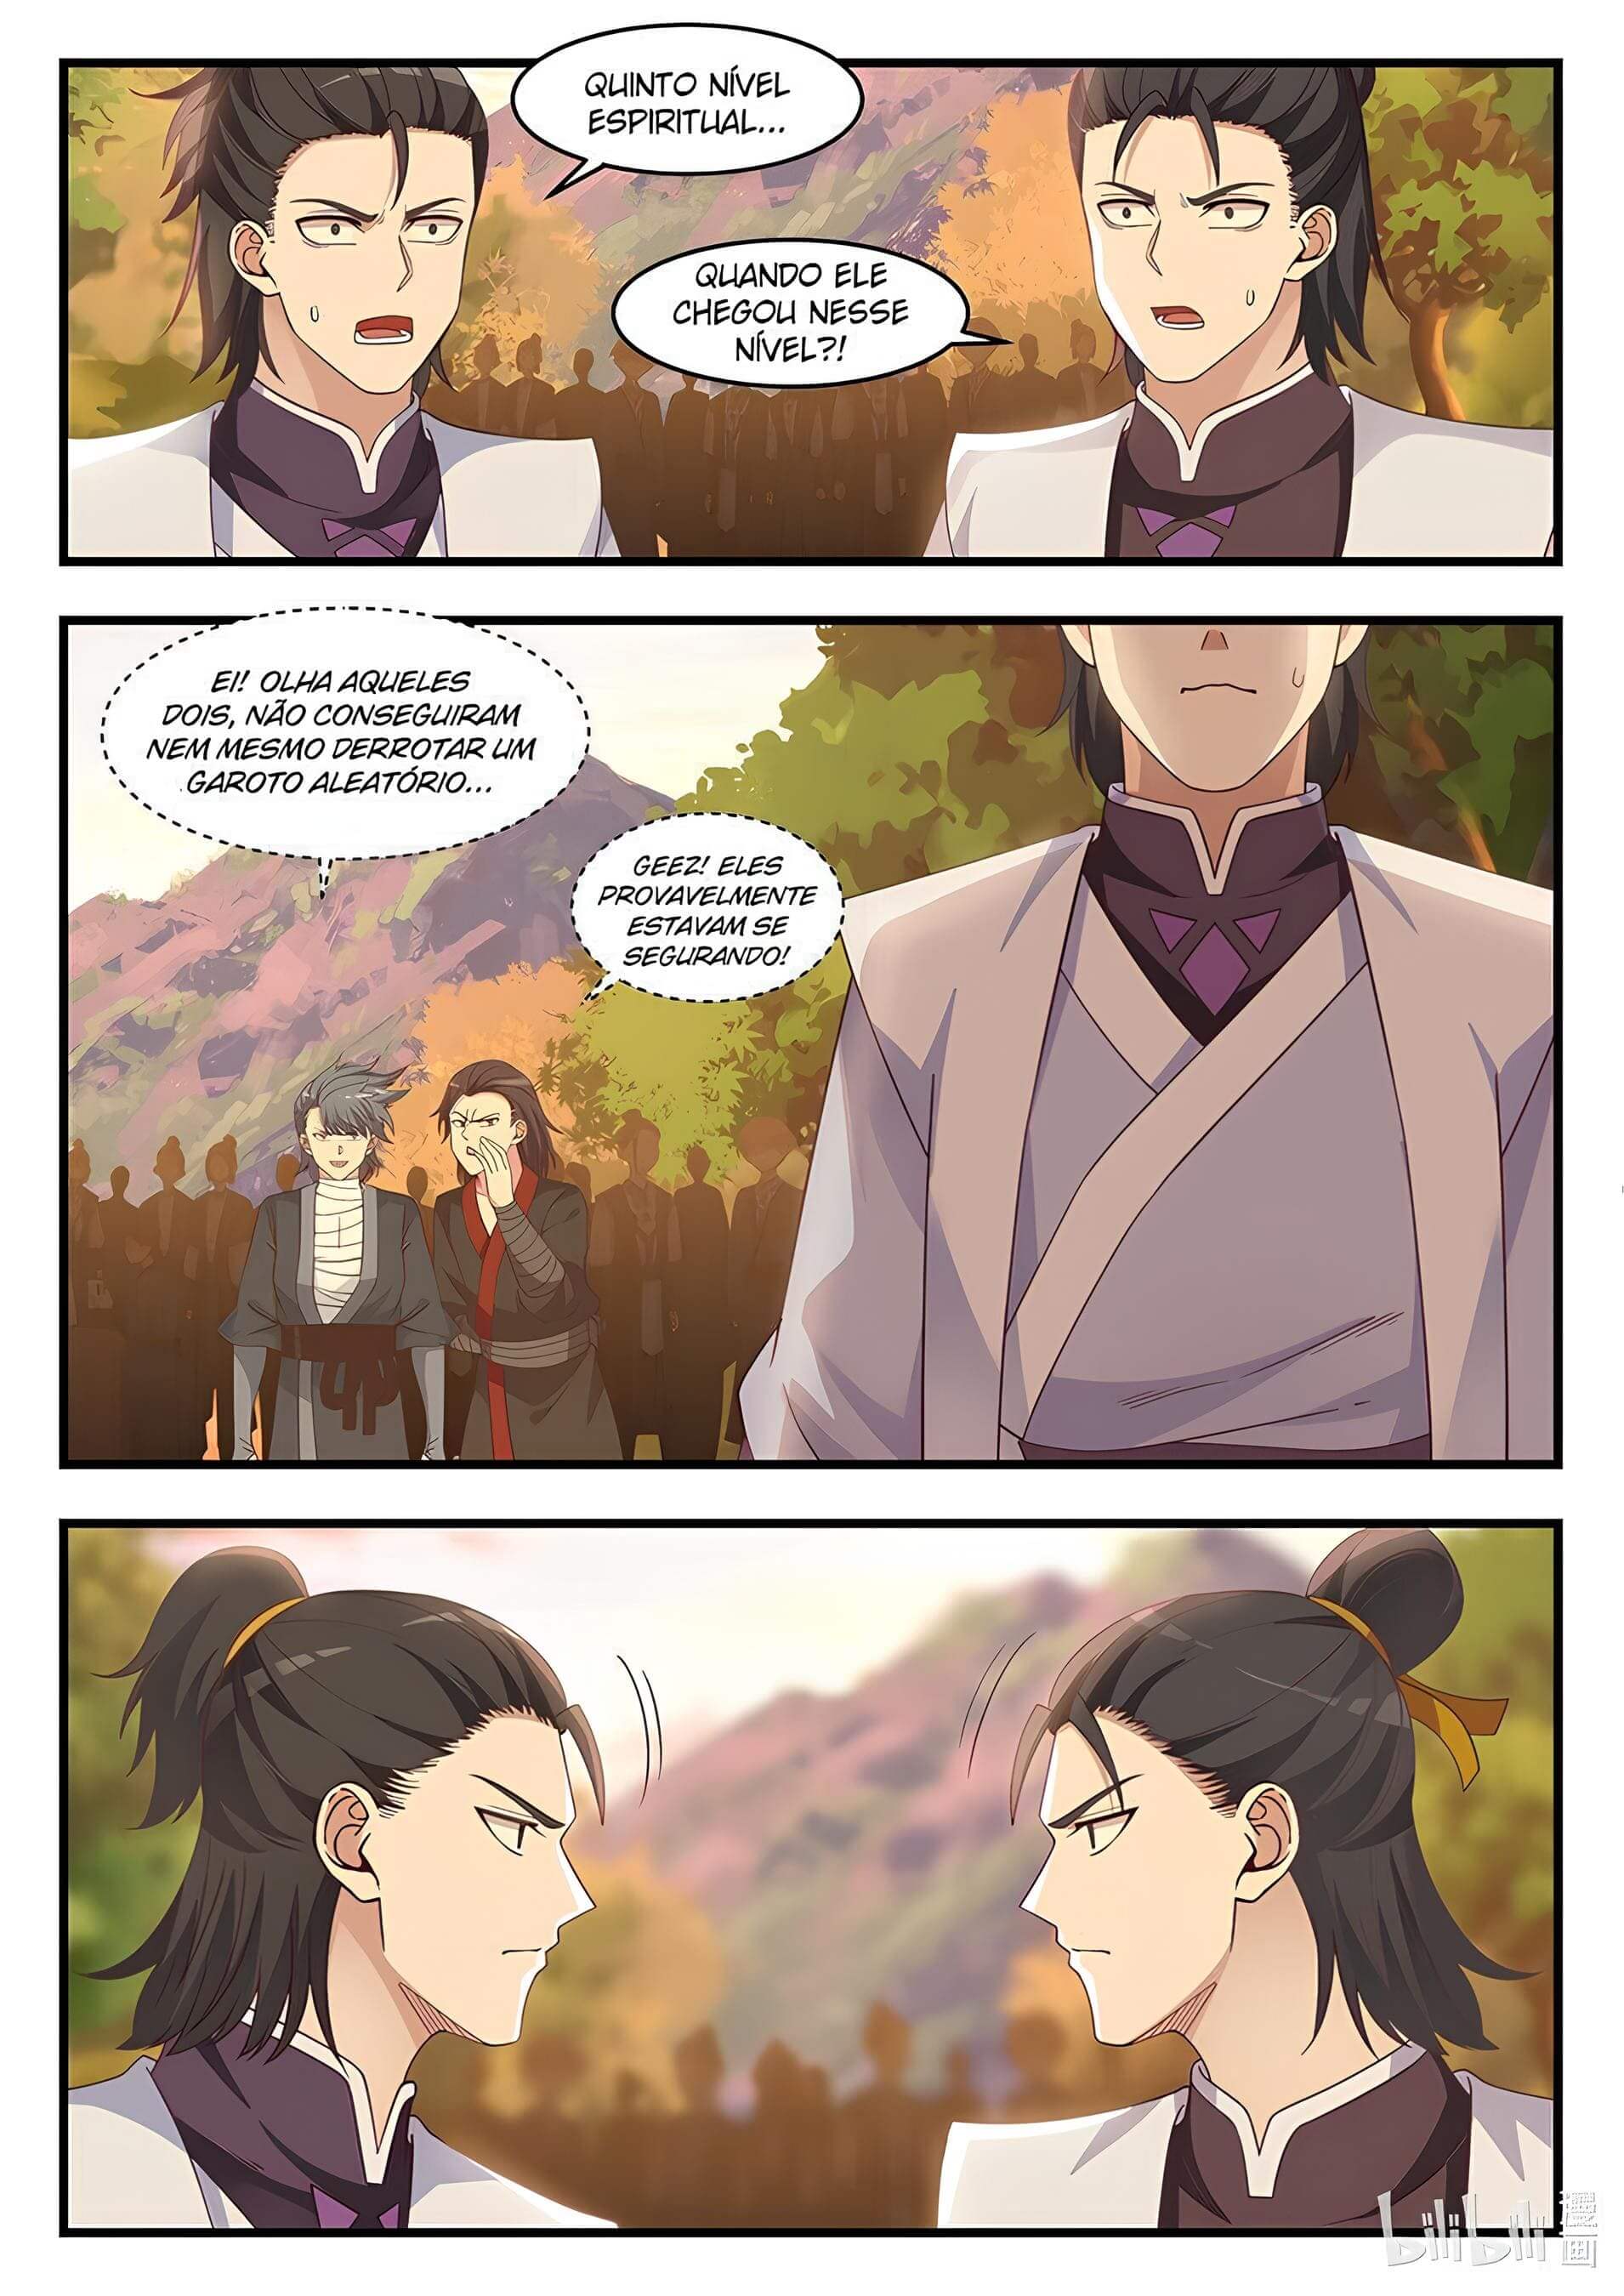 QUINTO NÍVEL
ESPIRITUAL...
QUANDO ELE
CHEGOU NESSE
NÍVEL?!
EI! OLHA AQUELES
DOIS, NÃO CONSEGUIRAM
NEM MESMO DERROTAR UM
GAROTO ALEATÓRIO...
GEEZ! ELES
PROVAVELMENTE
ESTAVAM SE
SEGURANDO!
bilibili 漫画